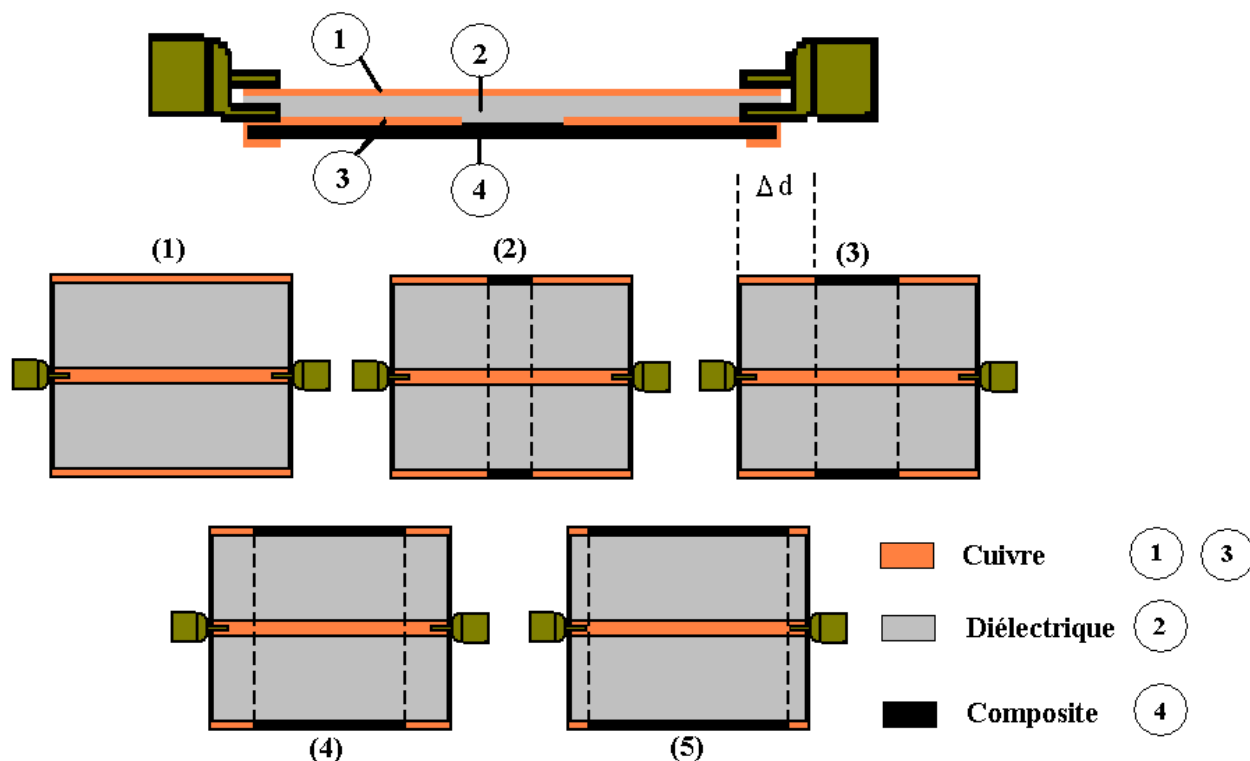 1
2
3
4
Δ d
(1)
(2)
(3)
(4)
(5)
Cuivre 1 3
Diélectrique 2
Composite 4